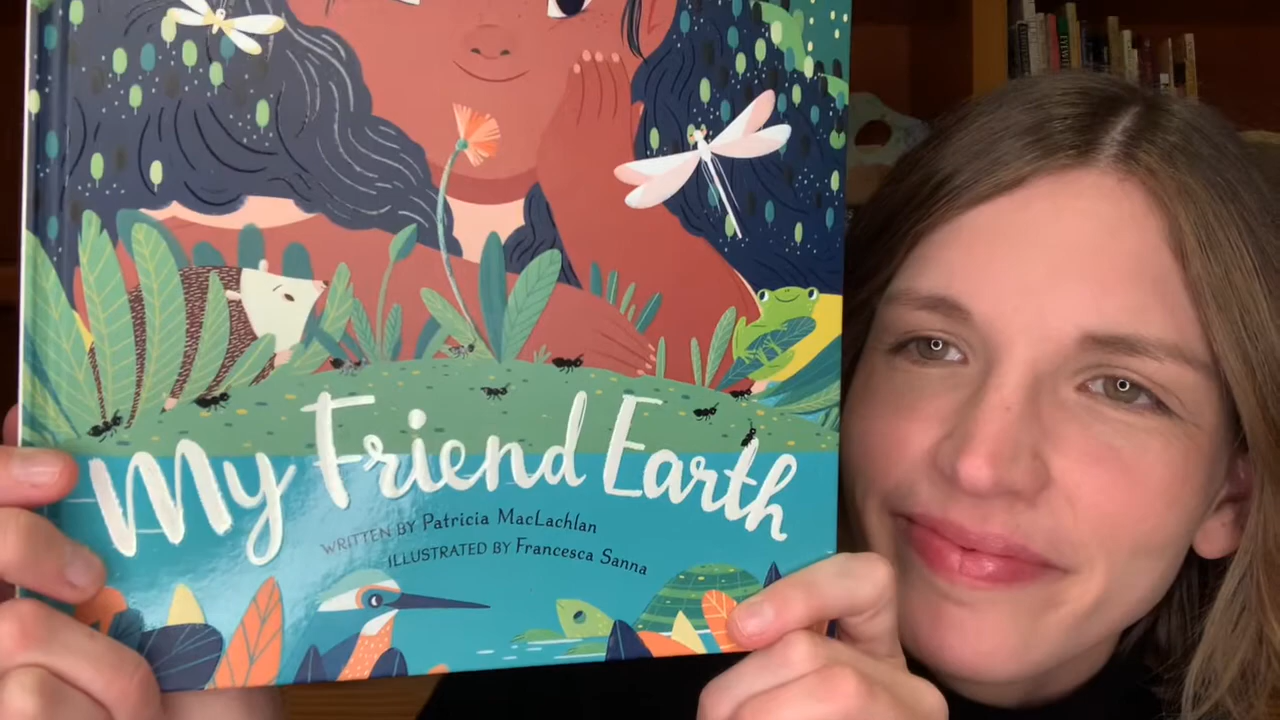 My Friend Earth
WRITTEN BY Patricia MacLachlan
ILLUSTRATED BY Francesca Sanna